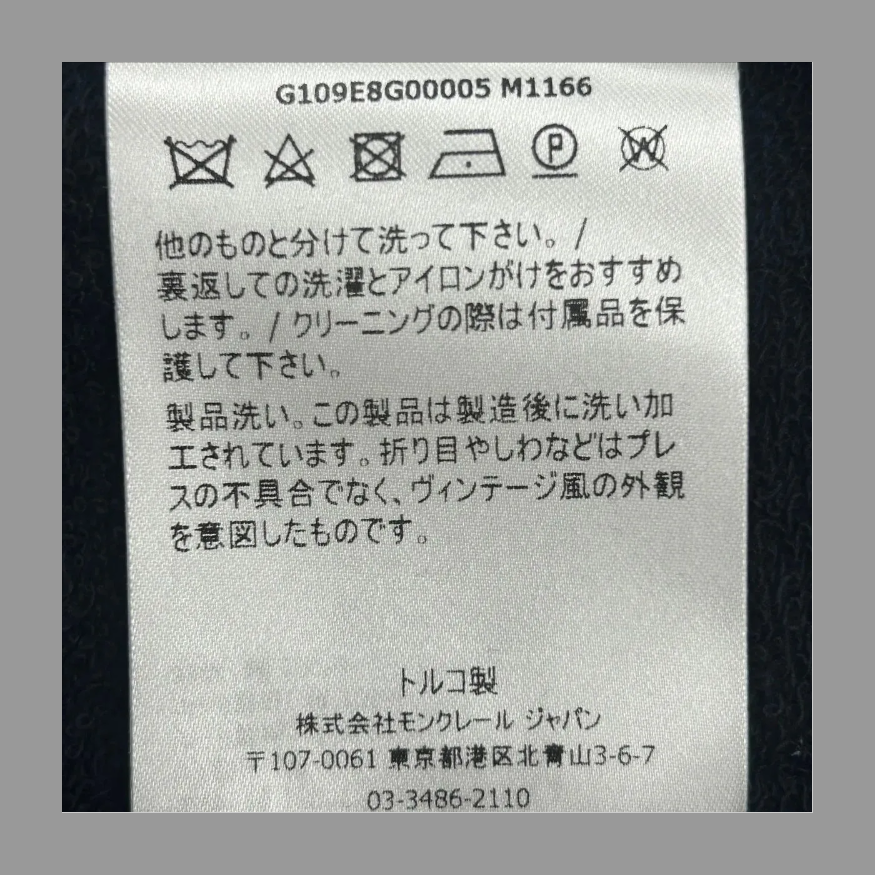 G109E8G00005 M1166
P
W
他のものと分けて洗って下さい。 /
裏返しての洗濯とアイロンがけをおすすめ
します。 / クリーニングの際は付属品を保
護して下さい。
製品洗い。この製品は製造後に洗い加
工されています。折り目やしわなどはプレ
スの不具合でなく、ヴィンテージ風の外観
を意図したものです。
トルコ製
株式会社モンクレール ジャパン
〒107-0061 東京都港区北青山3-6-7
03-3486-2110